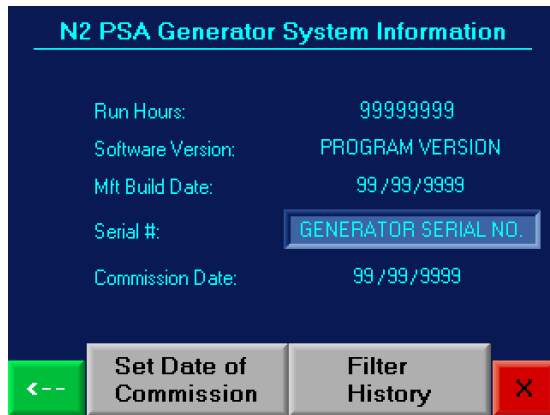 N2 PSA Generator System Information
Run Hours: 99999999
Software Version: PROGRAM VERSION
Mft Build Date: 99/99/9999
Serial #: GENERATOR SERIAL NO.
Commission Date: 99/99/9999
<-- 
Set Date of
Commission
Filter
History
X